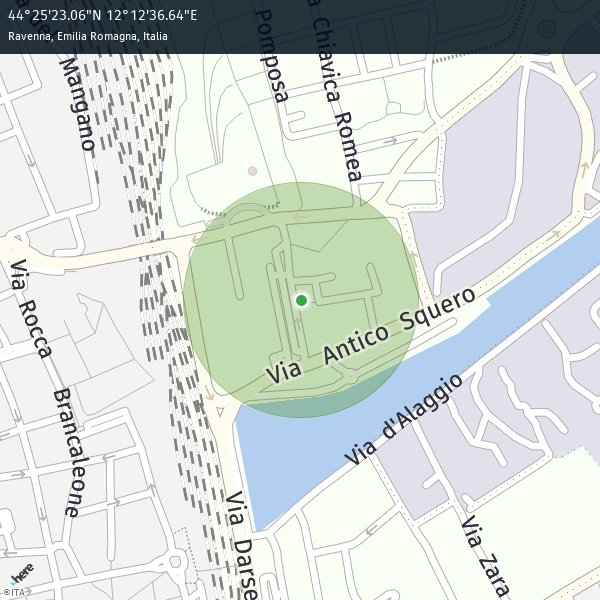 44°25'23.06"N 12°12'36.64"E
Ravenna, Emilia Romagna, Italia
Mangano
Pomposa
Chiavica Romea
Via Rocca
Brancaleone
Via Antico Squero
Via d'Alaggio
Via Darse
Via Zara
here
©ITA